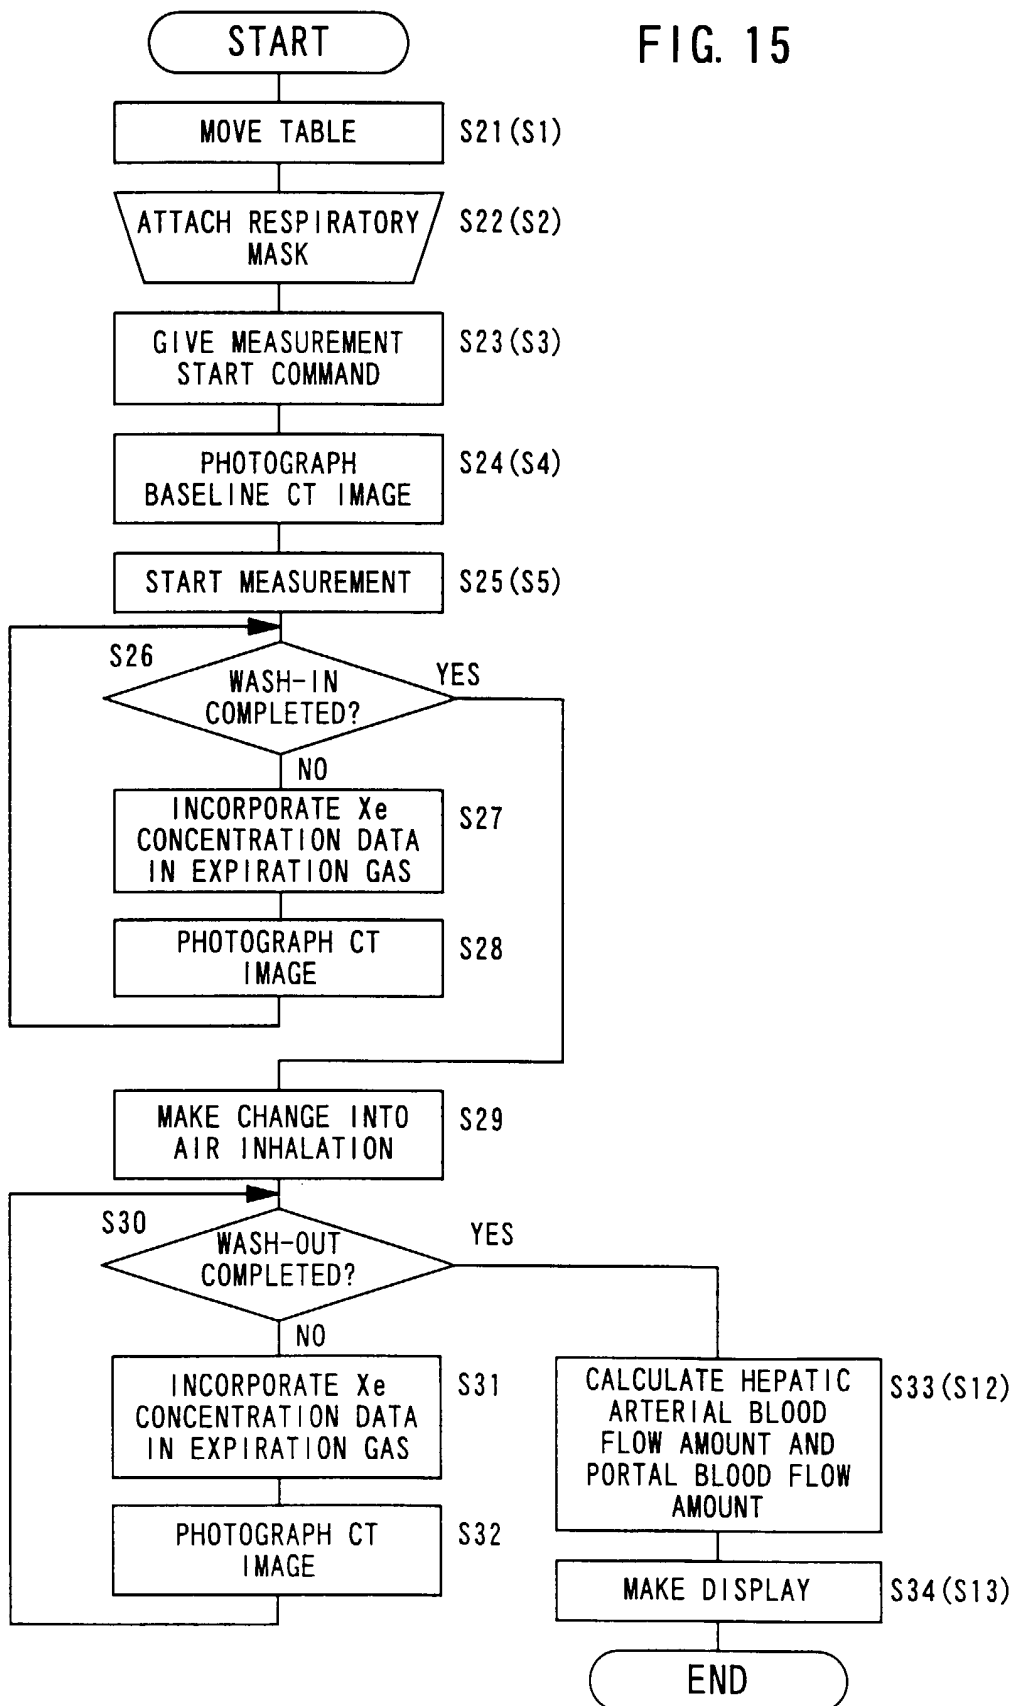 FIG. 15
START
MOVE TABLE
S21(S1)
ATTACH RESPIRATORY
MASK
S22(S2)
GIVE MEASUREMENT
START COMMAND
S23(S3)
PHOTOGRAPH
BASELINE CT IMAGE
S24(S4)
START MEASUREMENT
S25(S5)
S26
WASH-IN
COMPLETED?
YES
NO
INCORPORATE Xe
CONCENTRATION DATA
IN EXPIRATION GAS
S27
PHOTOGRAPH CT
IMAGE
S28
MAKE CHANGE INTO
AIR INHALATION
S29
S30
WASH-OUT
COMPLETED?
YES
NO
INCORPORATE Xe
CONCENTRATION DATA
IN EXPIRATION GAS
S31
PHOTOGRAPH CT
IMAGE
S32
CALCULATE HEPATIC
ARTERIAL BLOOD
FLOW AMOUNT AND
PORTAL BLOOD FLOW
AMOUNT
S33(S12)
MAKE DISPLAY
S34(S13)
END